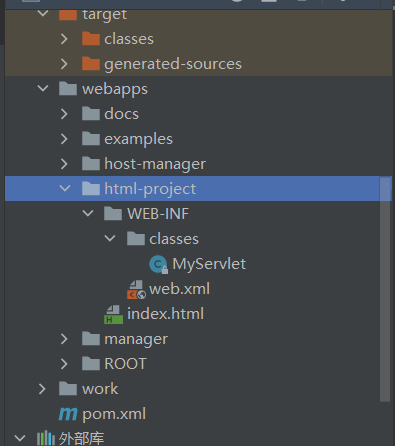 target
classes
generated-sources
webapps
docs
examples
host-manager
html-project
WEB-INF
classes
MyServlet
web.xml
index.html
manager
ROOT
work
pom.xml
外部库